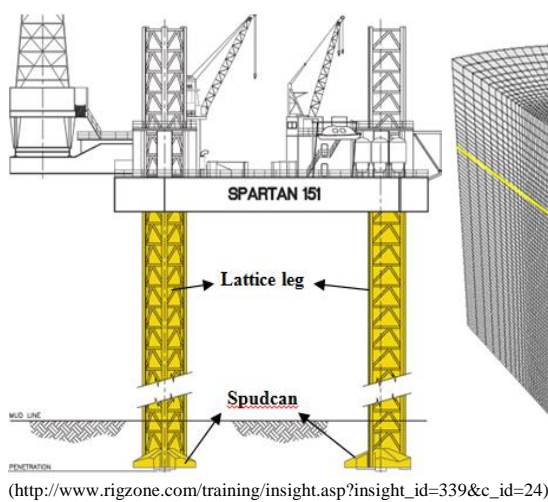 SPARTAN 151
Lattice leg
Spudcan
MUD LINE
PENETRATION
(http://www.rigzone.com/training/insight.asp?insight_id=339&c_id=24)